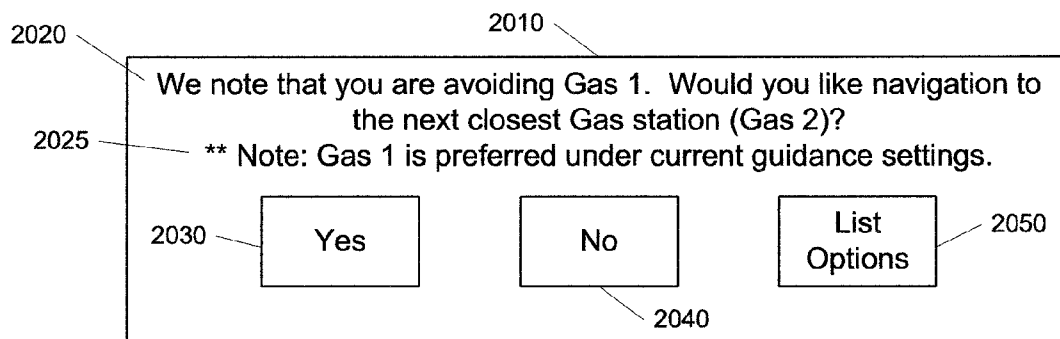 2010
2020
We note that you are avoiding Gas 1. Would you like navigation to
the next closest Gas station (Gas 2)?
2025
** Note: Gas 1 is preferred under current guidance settings.
2030
Yes
No
List
Options
2050
2040